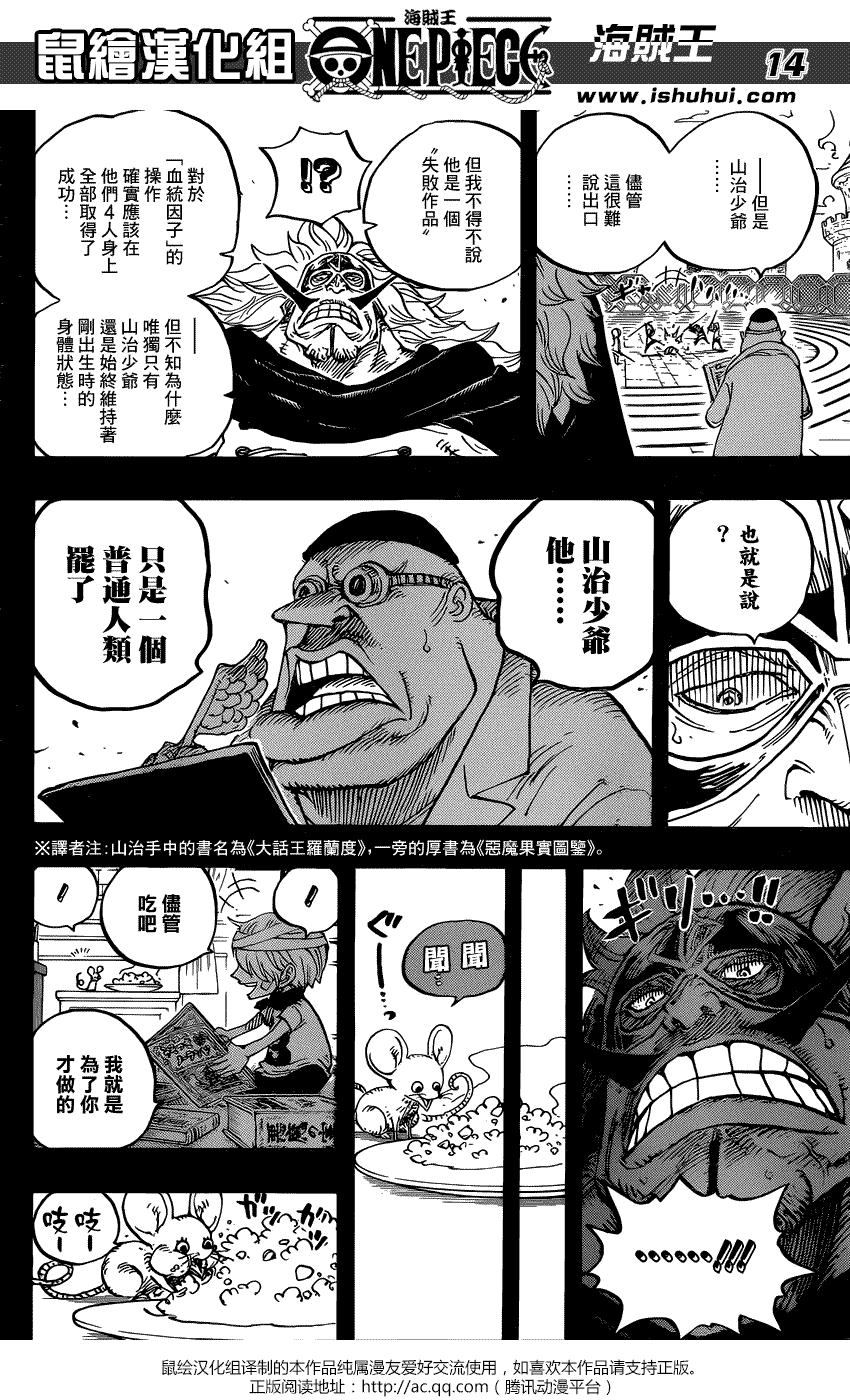 鼠繪漢化組
海賊王
ONE PIECE
海賊王
14
www.ishuhui.com
——但是
山治少爺
……
儘管
這很難
說出口
……
但我不得不說
他是一個
〝失敗作品〞
!?
對於
「血統因子」的
操作
確實應該在
他們4人身上
全部取得了
成功…
——
但不知為什麼
唯獨只有
山治少爺
還是始終維持著
剛出生時的
身體狀態…
也就是說
?
山治少爺
他……
只是一個
普通人類
罷了
※譯者注:山治手中的書名為《大話王羅蘭度》,一旁的厚書為《惡魔果實圖鑒》。
ギリ…!!
……!!!
聞聞
ぐ〜…っ
!
儘管
吃吧
!
我就是
為了你
才做的
悪魔の実
吱ー
吱ー
ガツガツ
鼠绘汉化组译制的本作品纯属漫友爱好交流使用，如喜欢本作品请支持正版。
正版阅读地址：http://ac.qq.com（腾讯动漫平台）